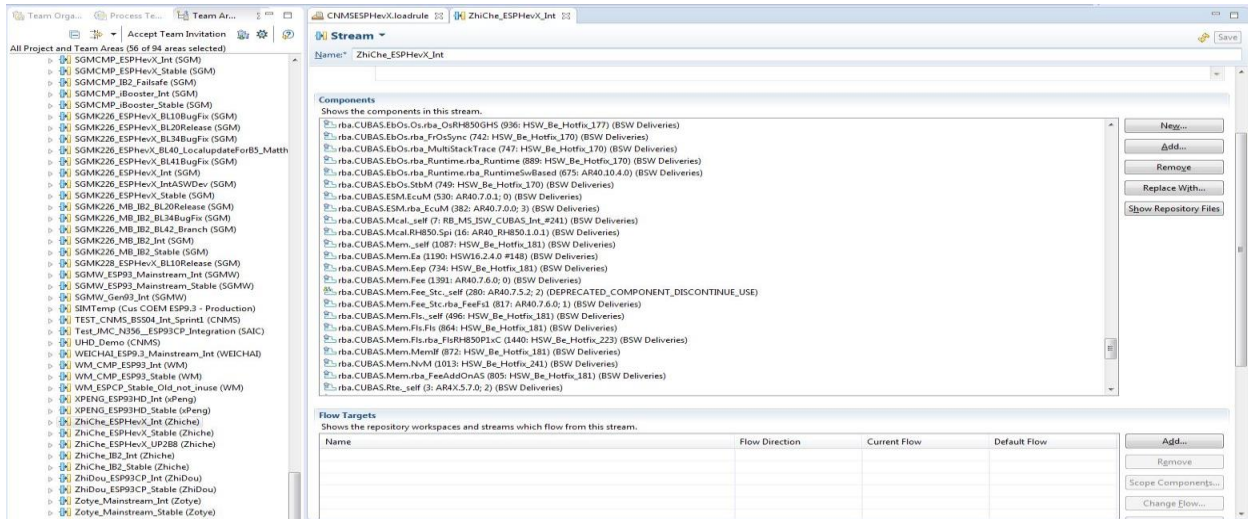 Team Orga...
Process Te...
Team Ar...
CNMSESPHevX.loadrule
ZhiChe_ESPHevX_Int
Accept Team Invitation
All Project and Team Areas (56 of 94 areas selected)
SGMCMP_ESPHevX_Int (SGM)
SGMCMP_ESPHevX_Stable (SGM)
SGMCMP_IB2_Failsafe (SGM)
SGMCMP_iBooster_Int (SGM)
SGMCMP_iBooster_Stable (SGM)
SGMK226_ESPHevX_BL10BugFix (SGM)
SGMK226_ESPHevX_BL20Release (SGM)
SGMK226_ESPHevX_BL34BugFix (SGM)
SGMK226_ESPhevX_BL40_LocalupdateForB5_Matth
SGMK226_ESPHevX_BL41BugFix (SGM)
SGMK226_ESPHevX_Int (SGM)
SGMK226_ESPHevX_IntASWDev (SGM)
SGMK226_ESPHevX_Stable (SGM)
SGMK226_MB_IB2_BL20Release (SGM)
SGMK226_MB_IB2_BL34BugFix (SGM)
SGMK226_MB_IB2_BL42_Branch (SGM)
SGMK226_MB_IB2_Int (SGM)
SGMK226_MB_IB2_Stable (SGM)
SGMK228_ESPHevX_BL10Release (SGM)
SGMW_ESP93_Mainstream_Int (SGMW)
SGMW_ESP93_Mainstream_Stable (SGMW)
SGMW_Gen93_Int (SGMW)
SIMTemp (Cus COEM ESP9.3 - Production)
TEST_CNMS_BSS04_Int_Sprint1 (CNMS)
Test_JMC_N356__ESP93CP_Integration (SAIC)
UHD_Demo (CNMS)
WEICHAI_ESP9.3_Mainstream_Int (WEICHAI)
WM_CMP_ESP93_Int (WM)
WM_CMP_ESP93_Stable (WM)
WM_ESPCP_Stable_Old_not_inuse (WM)
XPENG_ESP93HD_Int (xPeng)
XPENG_ESP93HD_Stable (xPeng)
ZhiChe_ESPHevX_Int (Zhiche)
ZhiChe_ESPHevX_Stable (Zhiche)
ZhiChe_ESPHevX_UP2B8 (Zhiche)
ZhiChe_IB2_Int (Zhiche)
ZhiChe_IB2_Stable (Zhiche)
ZhiDou_ESP93CP_Int (ZhiDou)
ZhiDou_ESP93CP_Stable (ZhiDou)
Zotye_Mainstream_Int (Zotye)
Zotye_Mainstream_Stable (Zotye)
Stream
Save
Name:* ZhiChe_ESPHevX_Int
Components
Shows the components in this stream.
rba.CUBAS.EbOs.Os.rba_OsRH850GHS (936: HSW_Be_Hotfix_177) (BSW Deliveries)
rba.CUBAS.EbOs.rba_FrOsSync (742: HSW_Be_Hotfix_170) (BSW Deliveries)
rba.CUBAS.EbOs.rba_MultiStackTrace (747: HSW_Be_Hotfix_170) (BSW Deliveries)
rba.CUBAS.EbOs.rba_Runtime.rba_Runtime (889: HSW_Be_Hotfix_170) (BSW Deliveries)
rba.CUBAS.EbOs.rba_Runtime.rba_RuntimeSwBased (675: AR40.10.4.0) (BSW Deliveries)
rba.CUBAS.EbOs.StbM (749: HSW_Be_Hotfix_170) (BSW Deliveries)
rba.CUBAS.ESM.EcuM (530: AR40.7.0.1; 0) (BSW Deliveries)
rba.CUBAS.ESM.rba_EcuM (382: AR40.7.0.0; 3) (BSW Deliveries)
rba.CUBAS.Mcal._self (7: RB_MS_ISW_CUBAS_Int_#241) (BSW Deliveries)
rba.CUBAS.Mcal.RH850.Spi (16: AR40_RH850.1.0.1) (BSW Deliveries)
rba.CUBAS.Mem._self (1087: HSW_Be_Hotfix_181) (BSW Deliveries)
rba.CUBAS.Mem.Ea (1190: HSW16.2.4.0 #148) (BSW Deliveries)
rba.CUBAS.Mem.Eep (734: HSW_Be_Hotfix_181) (BSW Deliveries)
rba.CUBAS.Mem.Fee (1391: AR40.7.6.0; 0) (BSW Deliveries)
rba.CUBAS.Mem.Fee_Stc._self (280: AR40.7.5.2; 2) (DEPRECATED_COMPONENT_DISCONTINUE_USE)
rba.CUBAS.Mem.Fee_Stc.rba_FeeFs1 (817: AR40.7.6.0; 1) (BSW Deliveries)
rba.CUBAS.Mem.Fls._self (496: HSW_Be_Hotfix_181) (BSW Deliveries)
rba.CUBAS.Mem.Fls.Fls (864: HSW_Be_Hotfix_181) (BSW Deliveries)
rba.CUBAS.Mem.Fls.rba_FlsRH850P1xC (1440: HSW_Be_Hotfix_223) (BSW Deliveries)
rba.CUBAS.Mem.MemIf (872: HSW_Be_Hotfix_181) (BSW Deliveries)
rba.CUBAS.Mem.NvM (1013: HSW_Be_Hotfix_241) (BSW Deliveries)
rba.CUBAS.Mem.rba_FeeAddOnAS (805: HSW_Be_Hotfix_181) (BSW Deliveries)
rba.CUBAS.Rte._self (3: AR4X.5.7.0; 2) (BSW Deliveries)
New...
Add...
Remove
Replace With...
Show Repository Files
Flow Targets
Shows the repository workspaces and streams which flow from this stream.
Name
Flow Direction
Current Flow
Default Flow
Add...
Remove
Scope Components...
Change Flow...